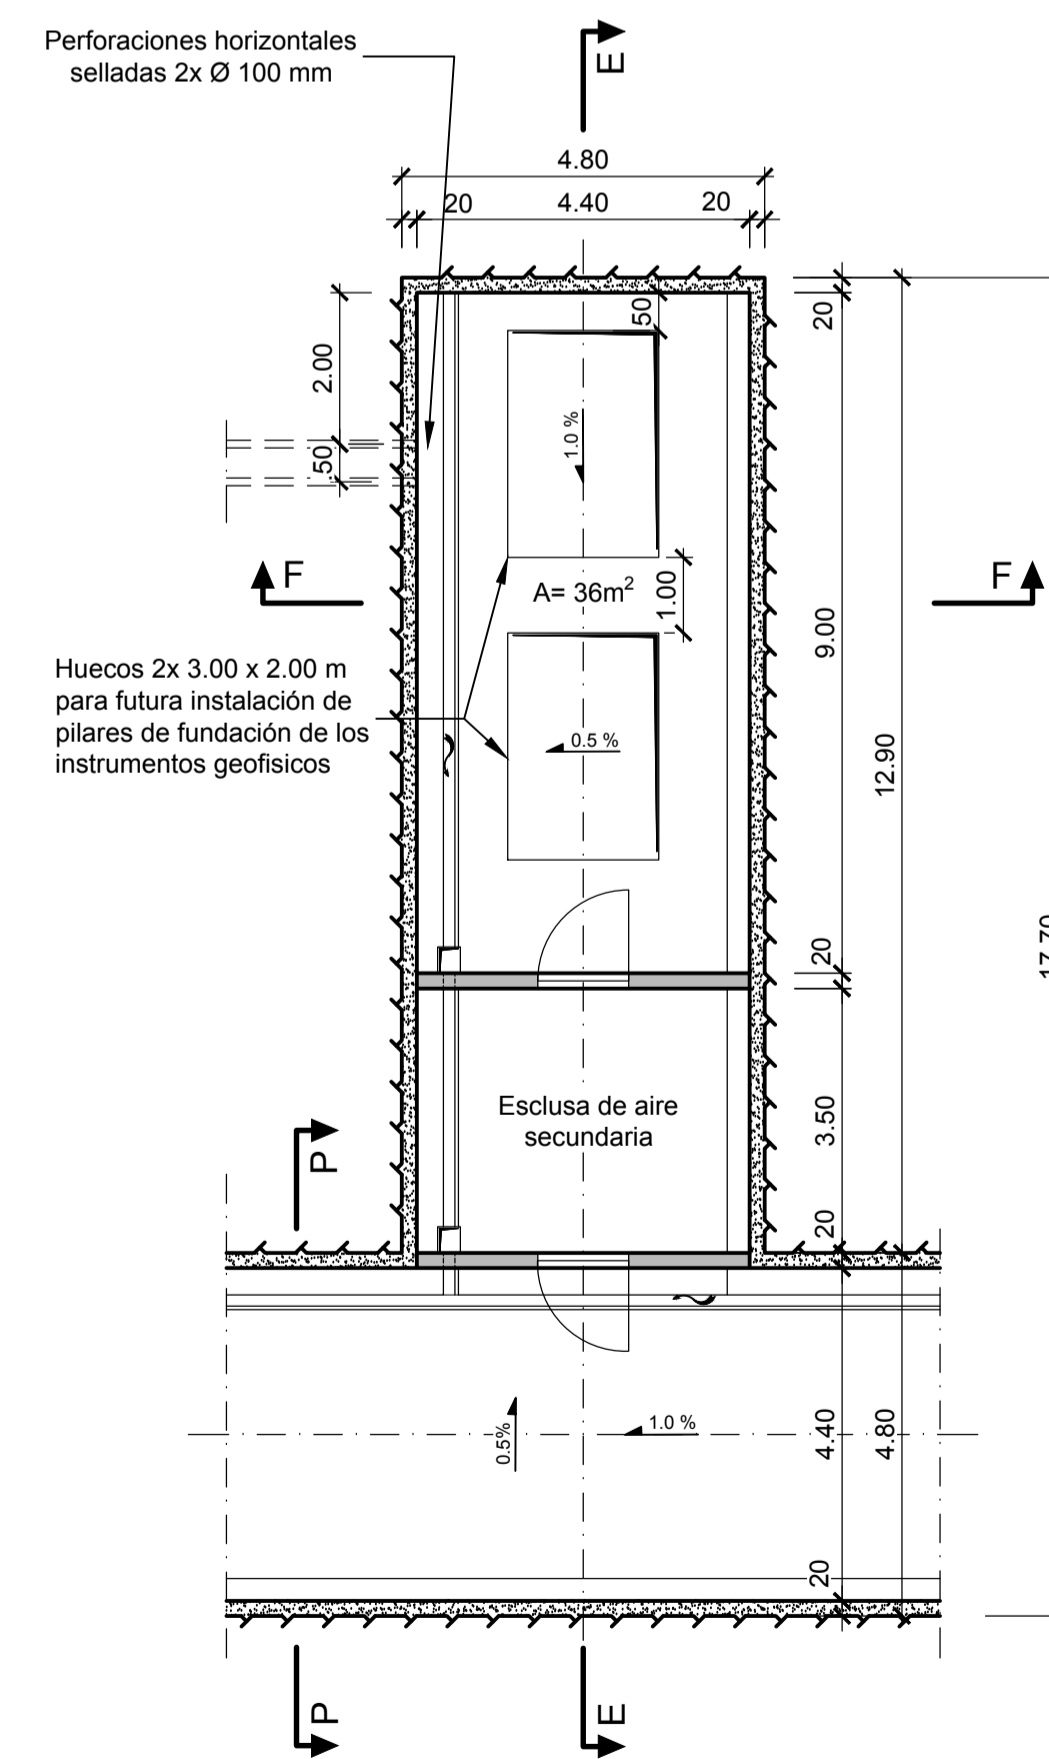 Perforaciones horizontales
selladas 2x Ø 100 mm
E
4.80
20
4.40
20
20
50
2.00
1.0 %
50
F
F
A= 36m²
1.00
9.00
Huecos 2x 3.00 x 2.00 m
para futura instalación de
pilares de fundación de los
instrumentos geofisicos
0.5 %
12.90
17.70
20
Esclusa de aire
secundaria
3.50
P
20
0.5%
1.0 %
4.40
4.80
20
P
E